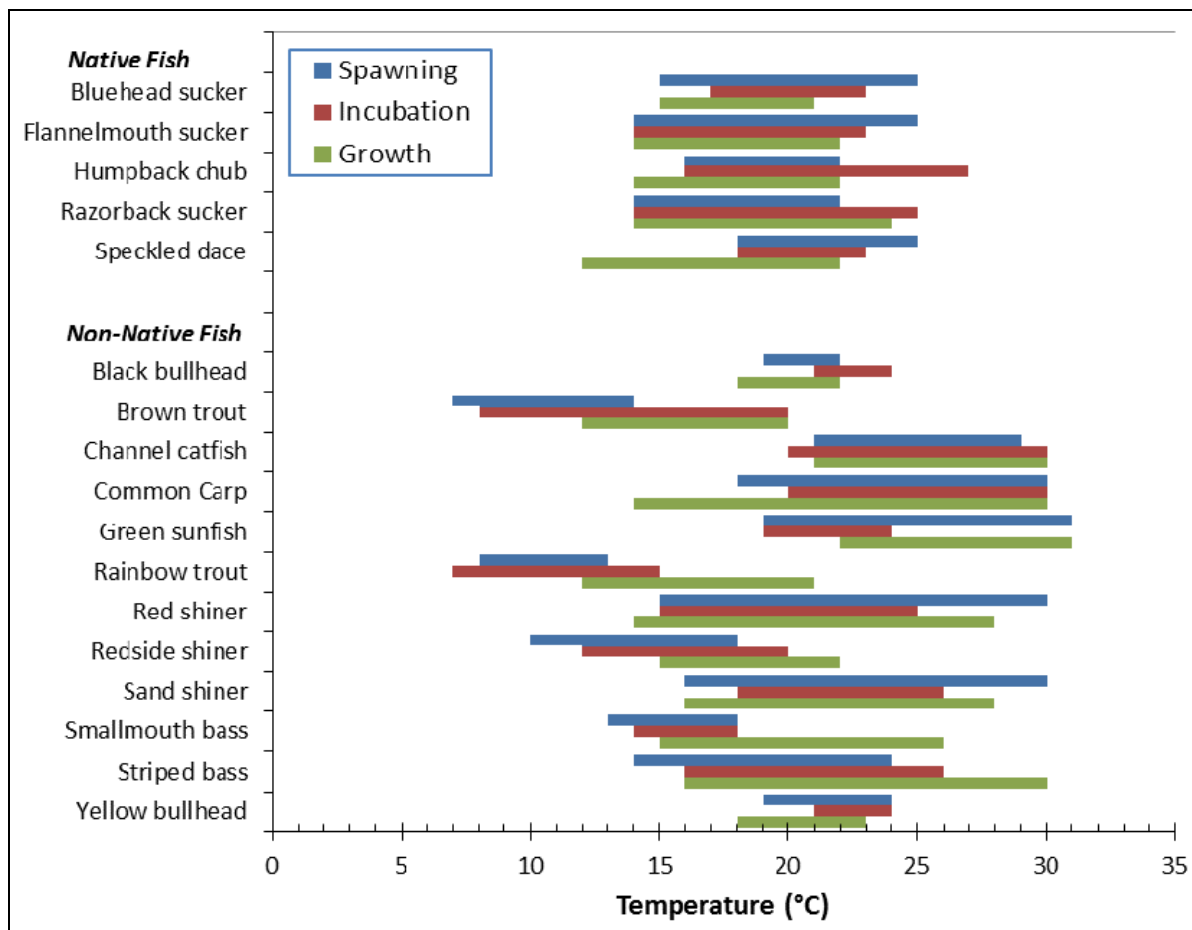 Native Fish
Bluehead sucker
Flannelmouth sucker
Humpback chub
Razorback sucker
Speckled dace
Non-Native Fish
Black bullhead
Brown trout
Channel catfish
Common Carp
Green sunfish
Rainbow trout
Red shiner
Redside shiner
Sand shiner
Smallmouth bass
Striped bass
Yellow bullhead
Spawning
Incubation
Growth
0 5 10 15 20 25 30 35
Temperature (°C)